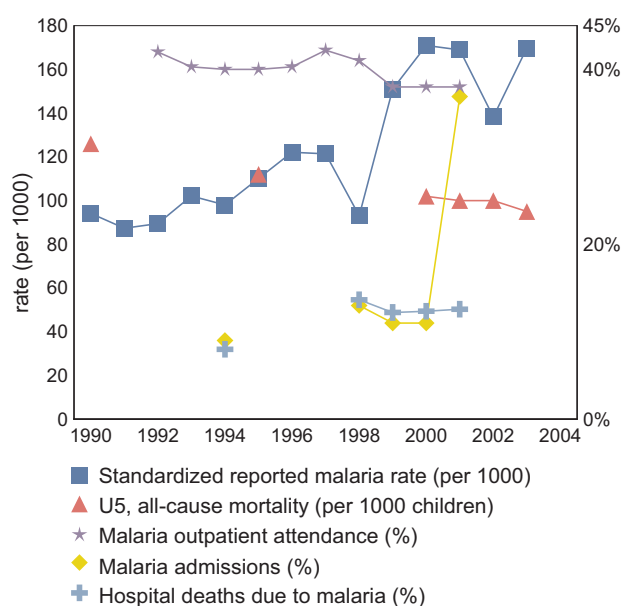 180
160
140
120
100
80
60
40
20
0
rate (per 1000)
45%
40%
20%
0%
1990 1992 1994 1996 1998 2000 2002 2004
Standardized reported malaria rate (per 1000)
U5, all-cause mortality (per 1000 children)
Malaria outpatient attendance (%)
Malaria admissions (%)
Hospital deaths due to malaria (%)